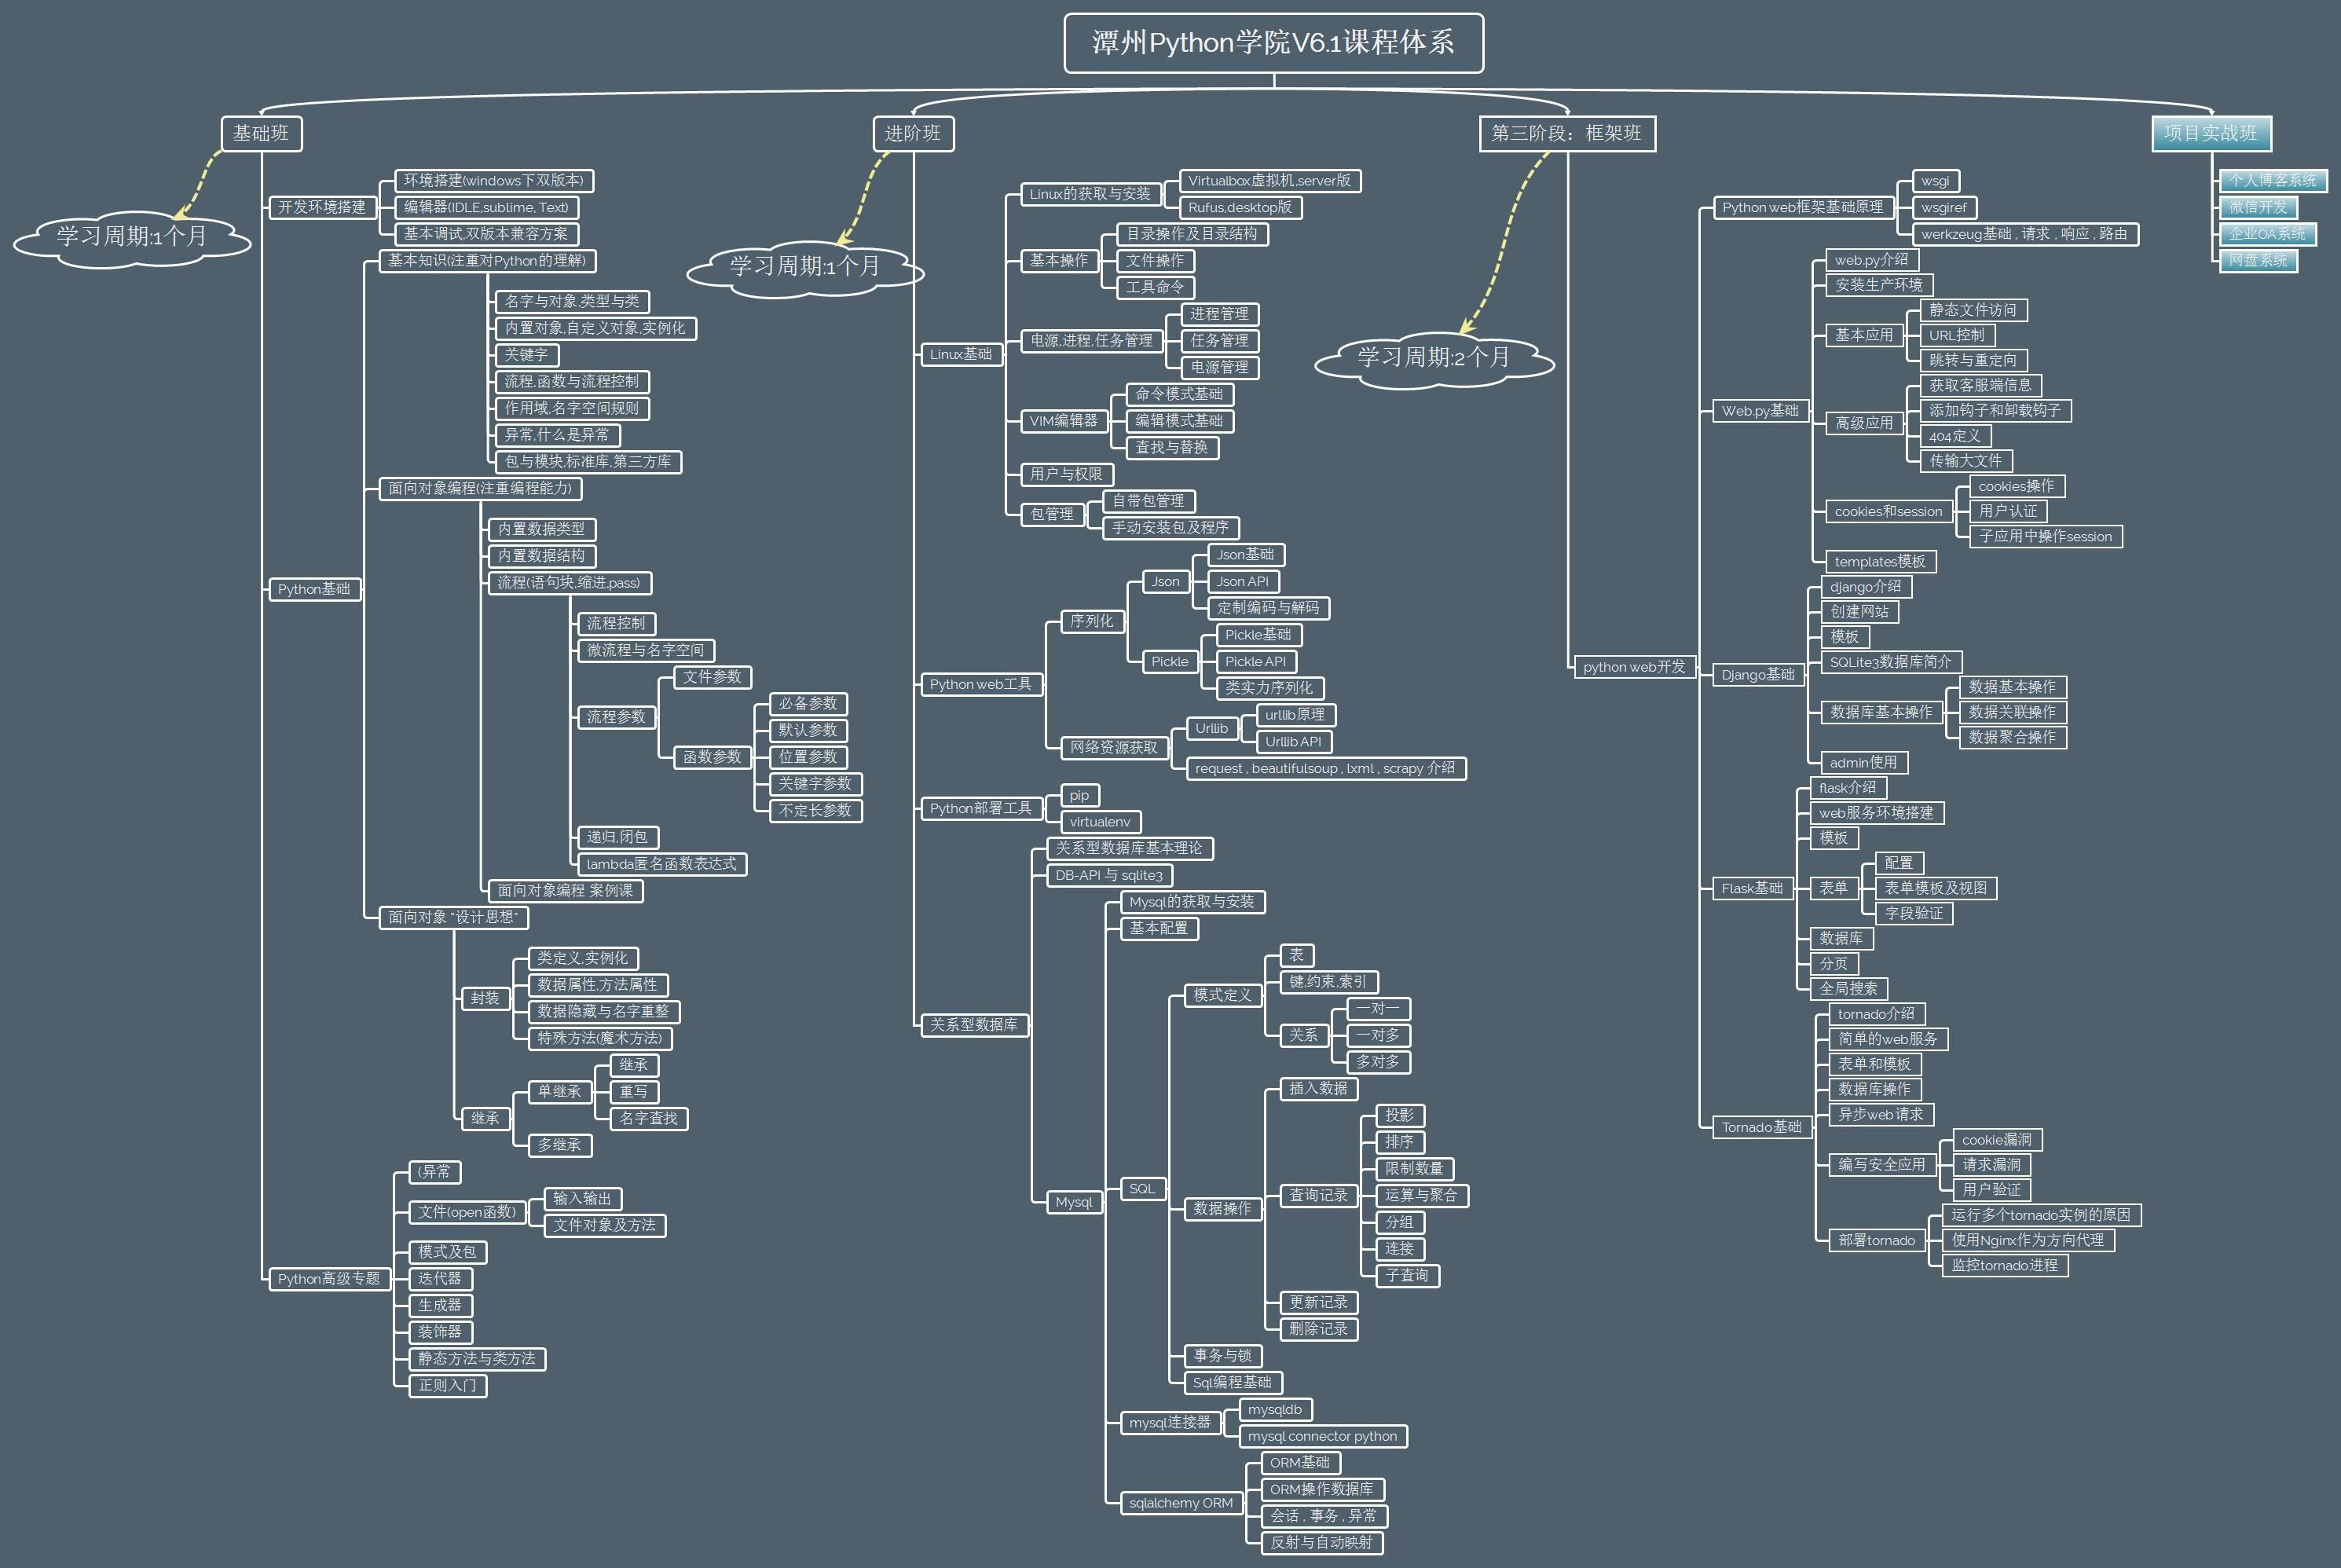 潭州Python学院V6.1课程体系
基础班
学习周期:1个月
开发环境搭建
环境搭建(windows下双版本)
编辑器(IDLE,sublime, Text)
基本调试,双版本兼容方案
Python基础
基本知识(注重对Python的理解)
名字与对象,类型与类
内置对象,自定义对象,实例化
关键字
流程,函数与流程控制
作用域,名字空间规则
异常,什么是异常
包与模块,标准库,第三方库
面向对象编程(注重编程能力)
内置数据类型
内置数据结构
流程(语句块,缩进,pass)
流程控制
微流程与名字空间
流程参数
文件参数
函数参数
必备参数
默认参数
位置参数
关键字参数
不定长参数
递归,闭包
lambda匿名函数表达式
面向对象编程 案例课
面向对象 “设计思想”
封装
类定义,实例化
数据属性,方法属性
数据隐藏与名字重整
特殊方法(魔术方法)
继承
单继承
继承
重写
名字查找
多继承
Python高级专题
(异常
文件(open函数)
输入输出
文件对象及方法
模式及包
迭代器
生成器
装饰器
静态方法与类方法
正则入门
进阶班
学习周期:1个月
Linux基础
Linux的获取与安装
Virtualbox虚拟机,server版
Rufus,desktop版
基本操作
目录操作及目录结构
文件操作
工具命令
电源,进程,任务管理
进程管理
任务管理
电源管理
VIM编辑器
命令模式基础
编辑模式基础
查找与替换
用户与权限
包管理
自带包管理
手动安装包及程序
Python web工具
序列化
Json
Json基础
Json API
定制编码与解码
Pickle
Pickle基础
Pickle API
类实力序列化
网络资源获取
Urllib
urllib原理
Urllib API
request , beautifulsoup , lxml , scrapy 介绍
Python部署工具
pip
virtualenv
关系型数据库
关系型数据库基本理论
DB-API 与 sqlite3
Mysql
Mysql的获取与安装
基本配置
SQL
模式定义
表
键,约束,索引
关系
一对一
一对多
多对多
数据操作
插入数据
查询记录
投影
排序
限制数量
运算与聚合
分组
连接
子查询
更新记录
删除记录
事务与锁
Sql编程基础
mysql连接器
mysqldb
mysql connector python
sqlalchemy ORM
ORM基础
ORM操作数据库
会话 , 事务 , 异常
反射与自动映射
第三阶段：框架班
学习周期:2个月
python web开发
Python web框架基础原理
wsgi
wsgiref
werkzeug基础 , 请求 , 响应 , 路由
Web.py基础
web.py介绍
安装生产环境
基本应用
静态文件访问
URL控制
跳转与重定向
高级应用
获取客服端信息
添加钩子和卸载钩子
404定义
传输大文件
cookies和session
cookies操作
用户认证
子应用中操作session
templates模板
Django基础
django介绍
创建网站
模板
SQLite3数据库简介
数据库基本操作
数据基本操作
数据关联操作
数据聚合操作
admin使用
Flask基础
flask介绍
web服务环境搭建
模板
表单
配置
表单模板及视图
字段验证
数据库
分页
全局搜索
Tornado基础
tornado介绍
简单的web服务
表单和模板
数据库操作
异步web请求
编写安全应用
cookie漏洞
请求漏洞
用户验证
部署tornado
运行多个tornado实例的原因
使用Nginx作为方向代理
监控tornado进程
项目实战班
个人博客系统
微信开发
企业OA系统
网盘系统